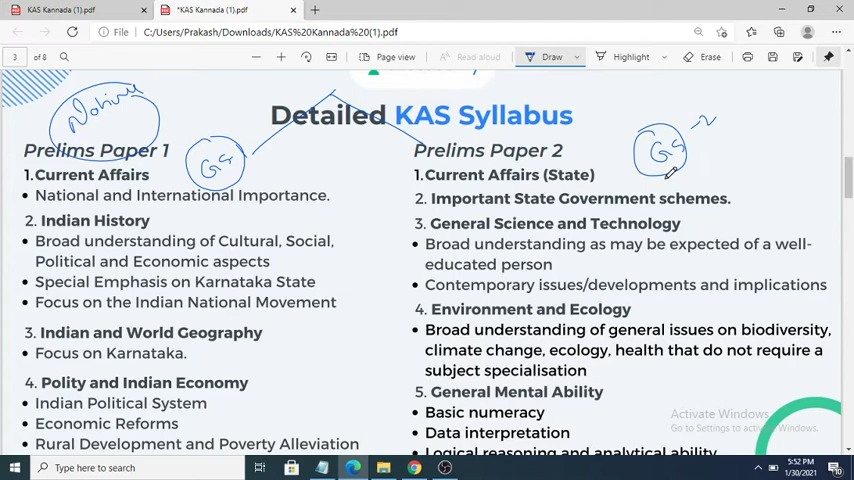 KAS Kannada (1).pdf
*KAS Kannada (1).pdf
C:/Users/Prakash/Downloads/KAS%20Kannada%20(1).pdf
3 of 8
Page view
Read aloud
Draw
Highlight
Erase
Detailed KAS Syllabus
GS
GS -2
Prelims Paper 1
1.Current Affairs
National and International Importance.
2. Indian History
Broad understanding of Cultural, Social,
Political and Economic aspects
Special Emphasis on Karnataka State
Focus on the Indian National Movement
3. Indian and World Geography
Focus on Karnataka.
4. Polity and Indian Economy
Indian Political System
Economic Reforms
Rural Development and Poverty Alleviation
Prelims Paper 2
1.Current Affairs (State)
2. Important State Government schemes.
3. General Science and Technology
Broad understanding as may be expected of a well-
educated person
Contemporary issues/developments and implications
4. Environment and Ecology
Broad understanding of general issues on biodiversity,
climate change, ecology, health that do not require a
subject specialisation
5. General Mental Ability
Basic numeracy
Data interpretation
Logical reasoning and analytical ability
Activate Windows
Go to Settings to activate Windows.
Type here to search
5:52 PM
1/30/2021